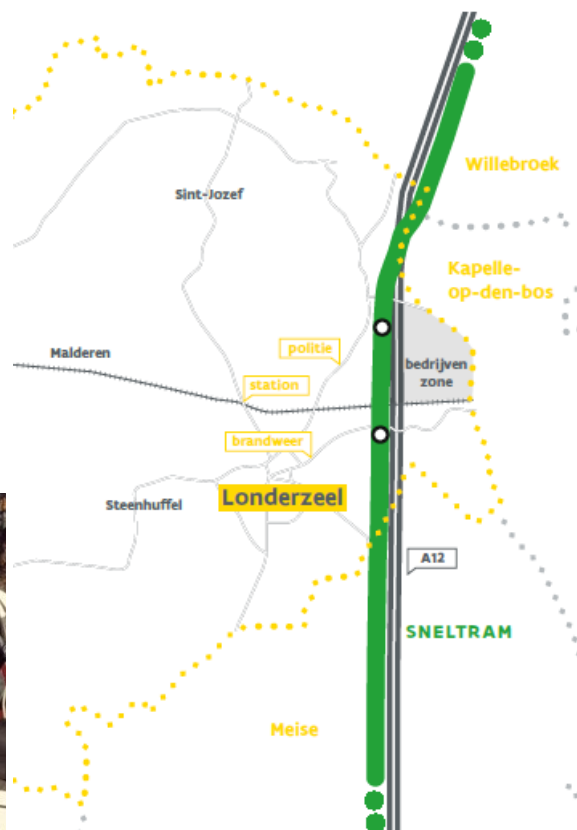 Willebroek
Sint-Jozef
Kapelle-
op-den-bos
politie
Malderen
bedrijven
zone
station
brandweer
Londerzeel
Steenhuffel
A12
SNELTRAM
Meise